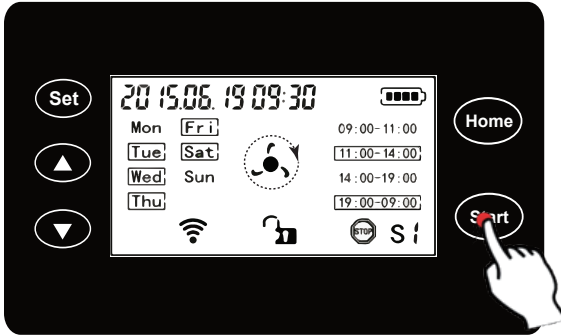 Set
2015.06.19 09:30
Mon Fri
Tue Sat
Wed Sun
Thu
09:00-11:00
11:00-14:00
14:00-19:00
19:00-09:00
STOP
S1
Home
Start